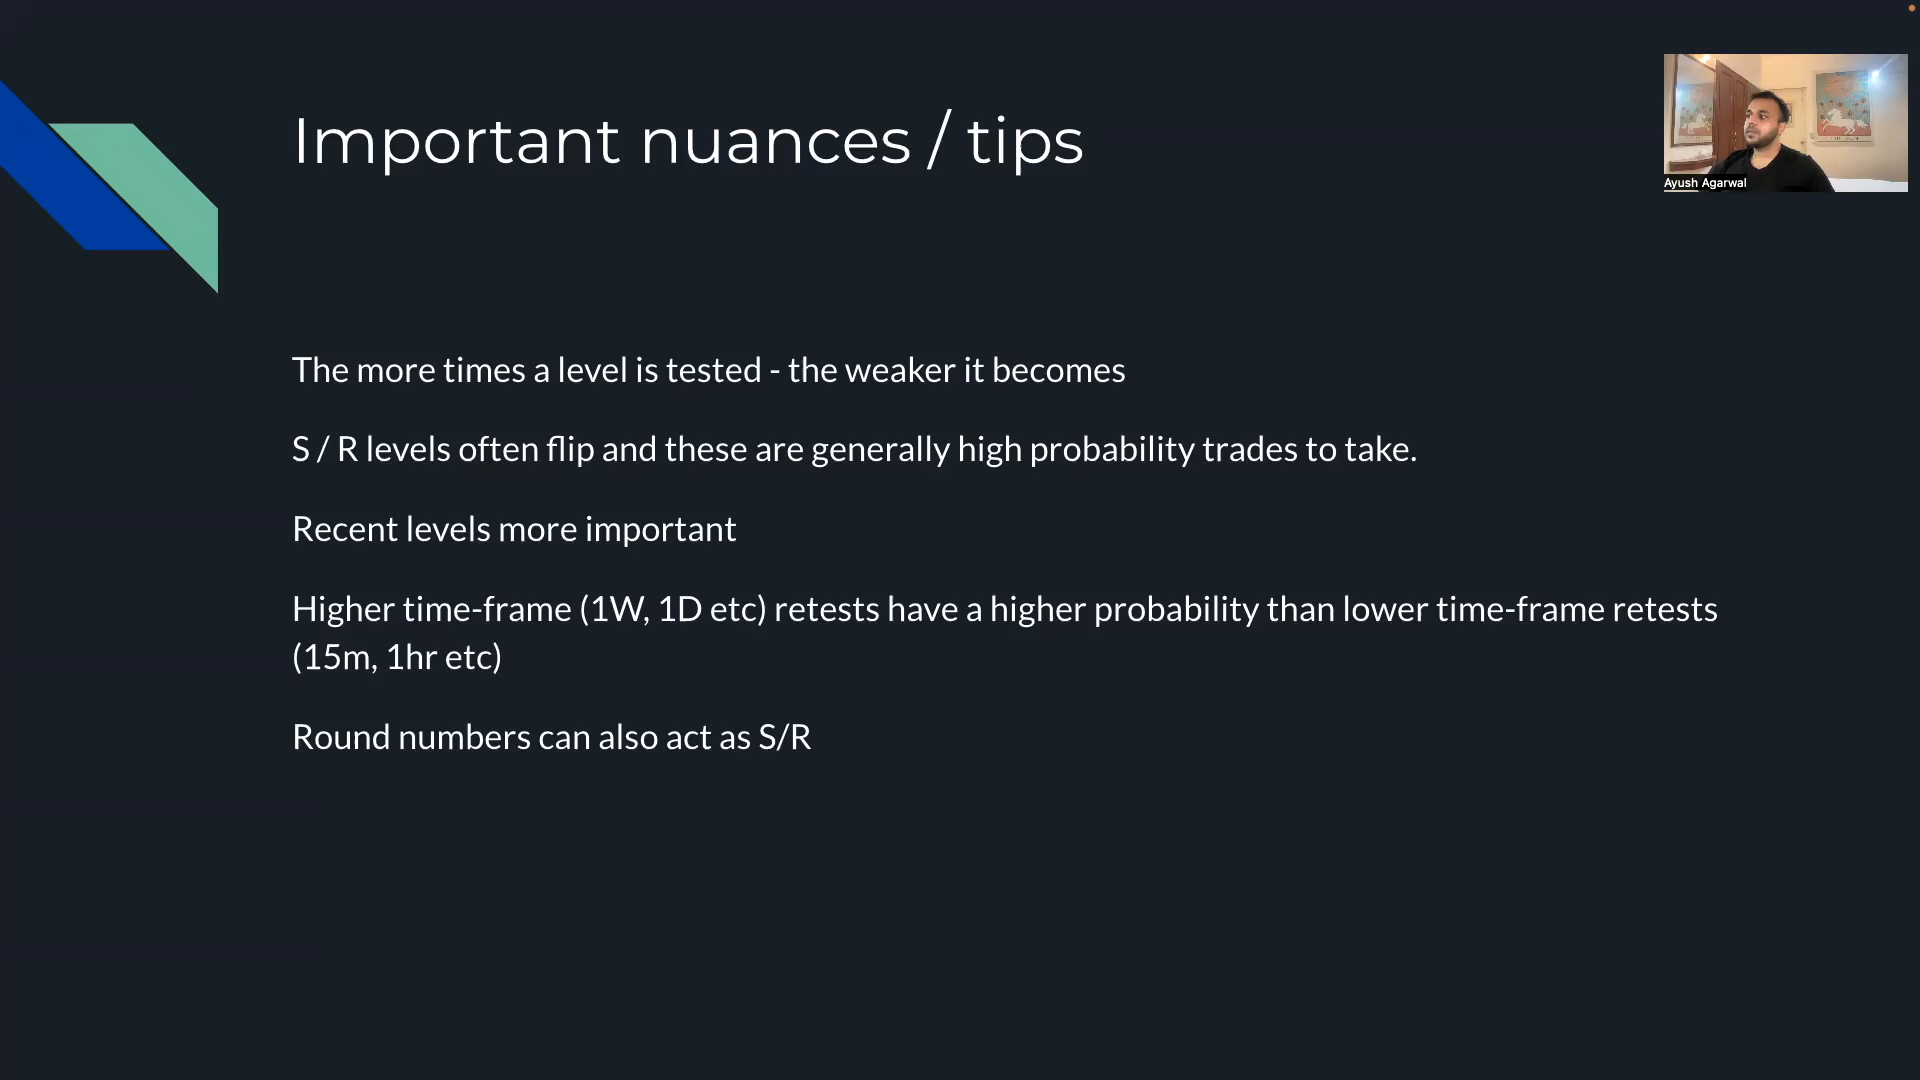 Important nuances / tips
Ayush Agarwal
The more times a level is tested - the weaker it becomes
S / R levels often flip and these are generally high probability trades to take.
Recent levels more important
Higher time-frame (1W, 1D etc) retests have a higher probability than lower time-frame retests
(15m, 1hr etc)
Round numbers can also act as S/R